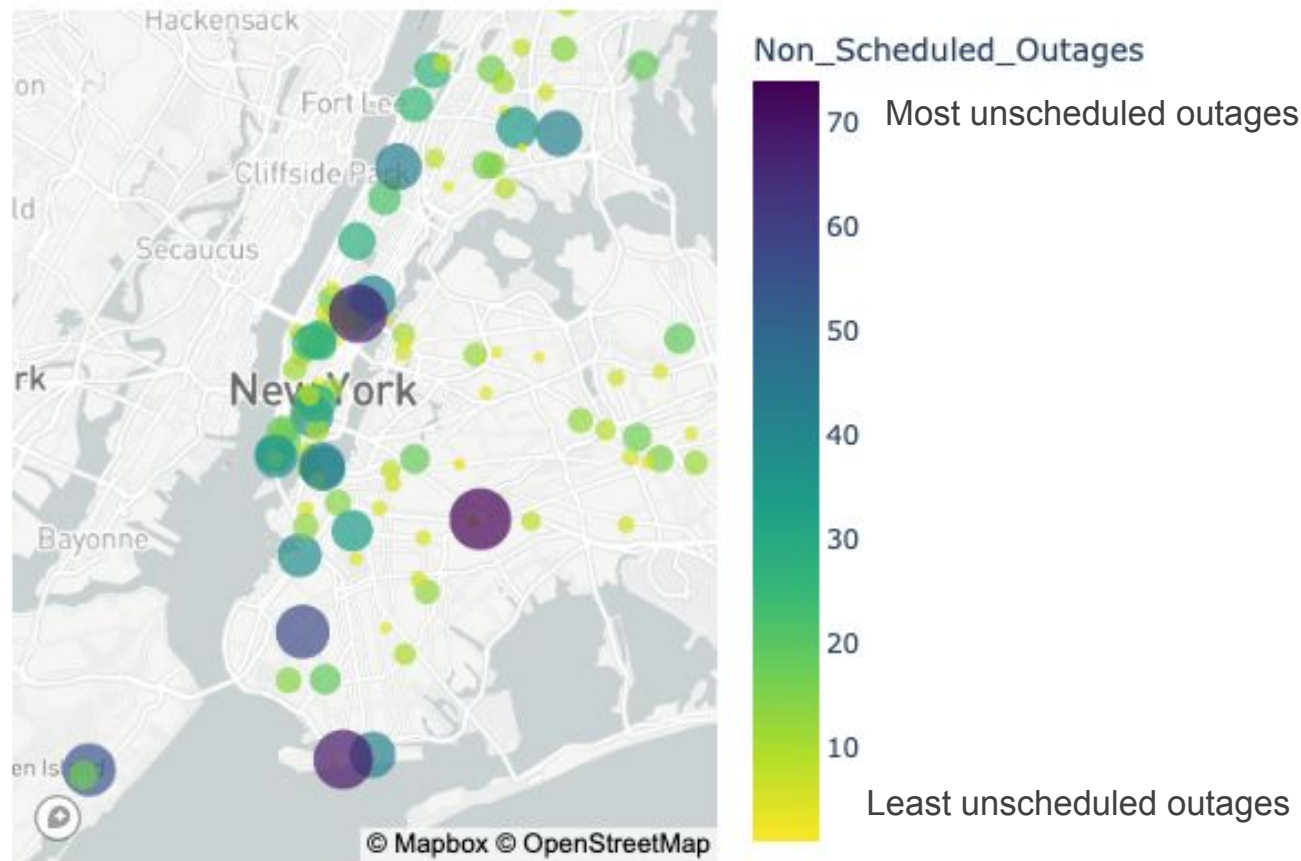 Hackensack
on
Fort Lee
Cliffside Park
ld
Secaucus
rk
New York
Bayonne
en Island
© Mapbox © OpenStreetMap
Non_Scheduled_Outages
70
Most unscheduled outages
60
50
40
30
20
10
Least unscheduled outages